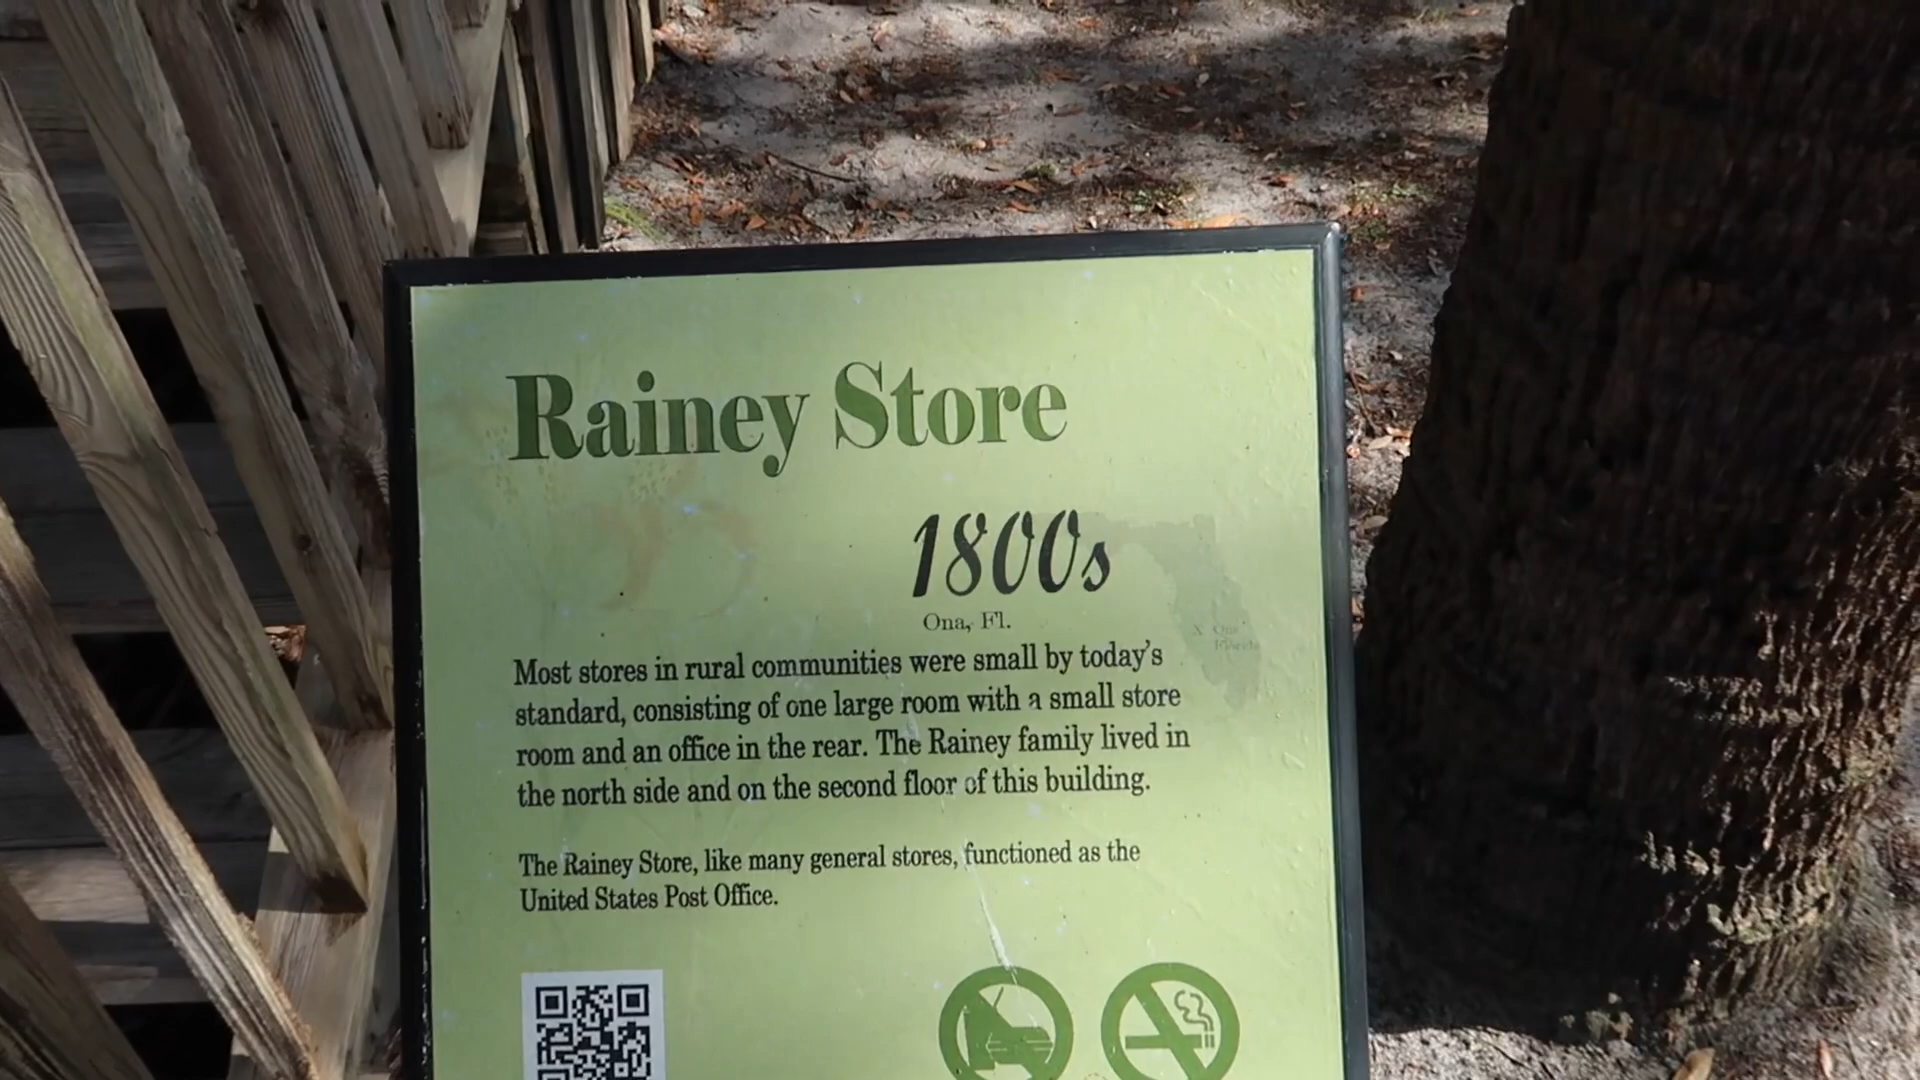 Rainey Store
1800s
Ona, Fl.
X Ona
Florida
Most stores in rural communities were small by today's
standard, consisting of one large room with a small store
room and an office in the rear. The Rainey family lived in
the north side and on the second floor of this building.
The Rainey Store, like many general stores, functioned as the
United States Post Office.